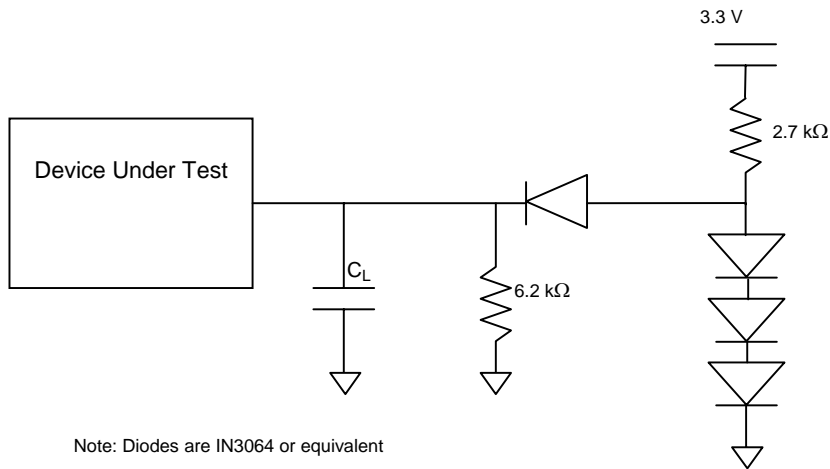 3.3 V
2.7 kΩ
Device Under Test
CL
6.2 kΩ
Note: Diodes are IN3064 or equivalent